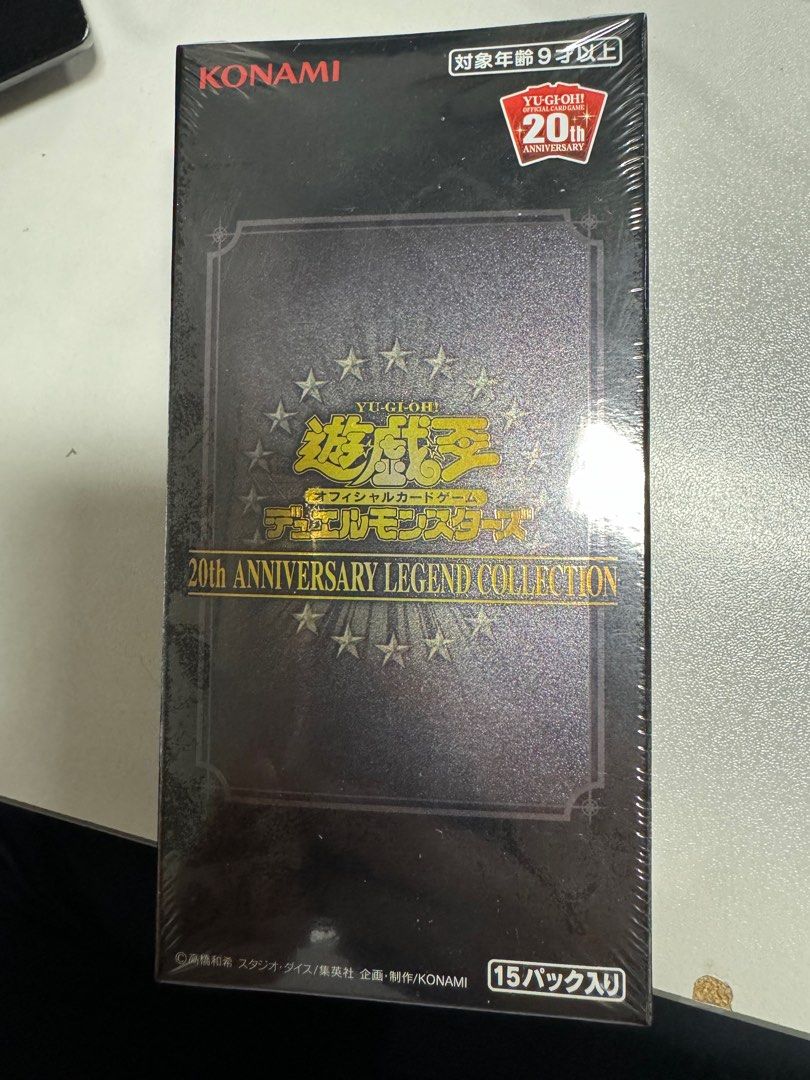 KONAMI
対象年齢9才以上
YU-GI-OH!
OFFICIAL CARD GAME
20th
ANNIVERSARY
YU-GI-OH!
遊戯王
オフィシャルカードゲーム
デュエルモンスターズ
20th ANNIVERSARY LEGEND COLLECTION
©高橋和希 スタジオ・ダイス/集英社 企画・制作/KONAMI
15パック入り